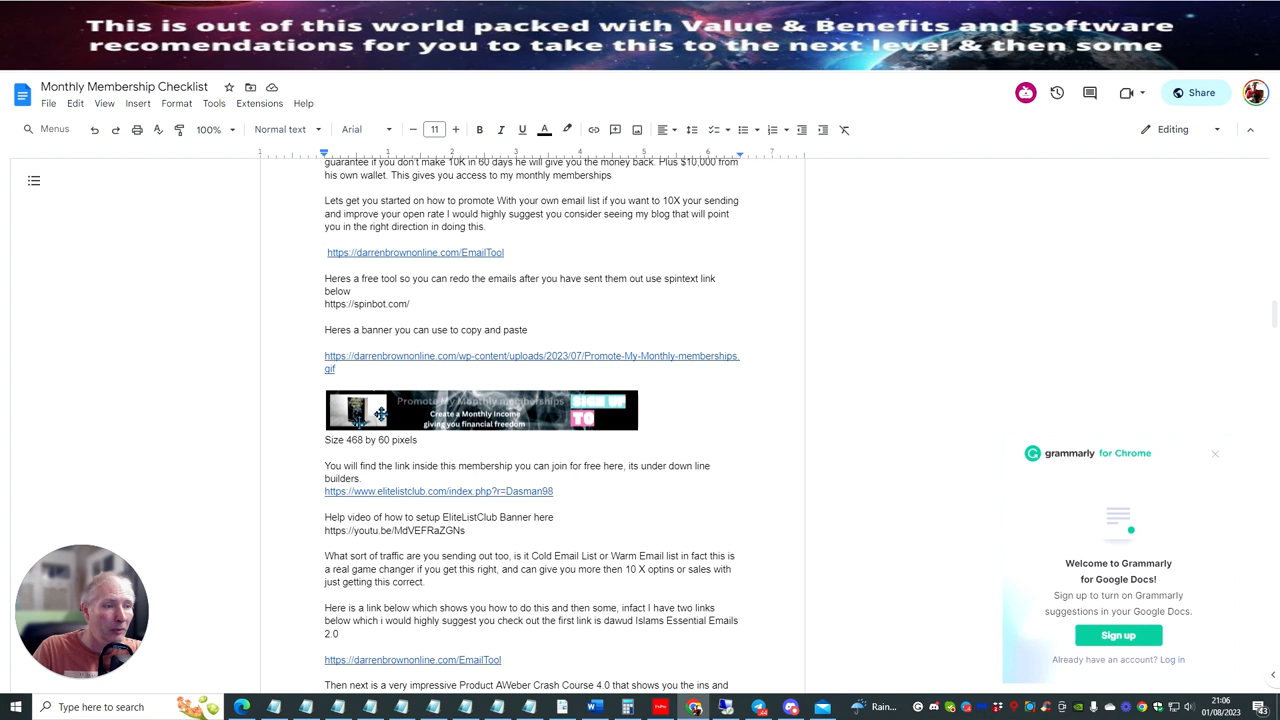 This is out of this world packed with Value & Benefits and software
recomendations for you to take this to the next level & then some
Monthly Membership Checklist
File Edit View Insert Format Tools Extensions Help
Share
Menus
100%
Normal text
Arial
11
Editing
1 1 2 3 4 5 6 7
guarantee if you don't make 10K in 60 days he will give you the money back. Plus $10,000 from
his own wallet. This gives you access to my monthly memberships
Lets get you started on how to promote With your own email list if you want to 10X your sending
and improve your open rate I would highly suggest you consider seeing my blog that will point
you in the right direction in doing this.
https://darrenbrownonline.com/EmailTool
Heres a free tool so you can redo the emails after you have sent them out use spintext link
below
https://spinbot.com/
Heres a banner you can use to copy and paste
https://darrenbrownonline.com/wp-content/uploads/2023/07/Promote-My-Monthly-memberships.
gif
Promote My Monthly memberships
Create a Monthly Income
giving you financial freedom
SIGN UP
TO
Size 468 by 60 pixels
You will find the link inside this membership you can join for free here, its under down line
builders.
https://www.elitelistclub.com/index.php?r=Dasman98
Help video of how to setup EliteListClub Banner here
https://youtu.be/MdVEFRaZGNs
What sort of traffic are you sending out too, is it Cold Email List or Warm Email list in fact this is
a real game changer if you get this right, and can give you more then 10 X optins or sales with
just getting this correct.
Here is a link below which shows you how to do this and then some, infact I have two links
below which i would highly suggest you check out the first link is dawud Islams Essential Emails
2.0
https://darrenbrownonline.com/EmailTool
Then next is a very impressive Product AWeber Crash Course 4.0 that shows you the ins and
grammarly for Chrome
Welcome to Grammarly
for Google Docs!
Sign up to turn on Grammarly
suggestions in your Google Docs.
Sign up
Already have an account? Log in
Type here to search
Rain...
21:06
01/08/2023